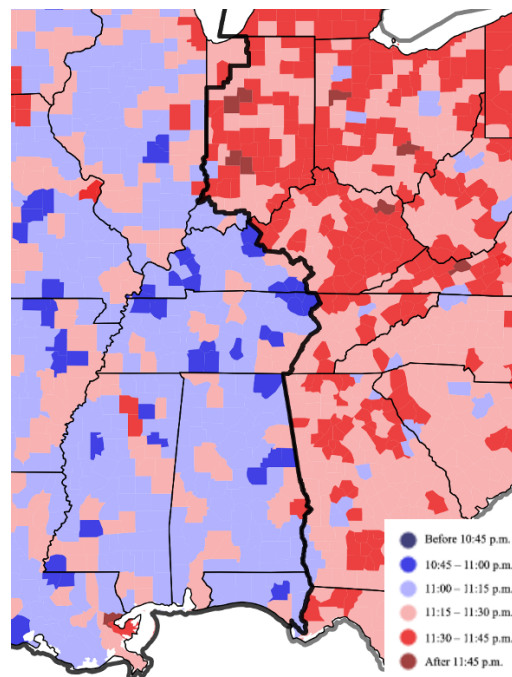 Before 10:45 p.m.
10:45 – 11:00 p.m.
11:00 – 11:15 p.m.
11:15 – 11:30 p.m.
11:30 – 11:45 p.m.
After 11:45 p.m.